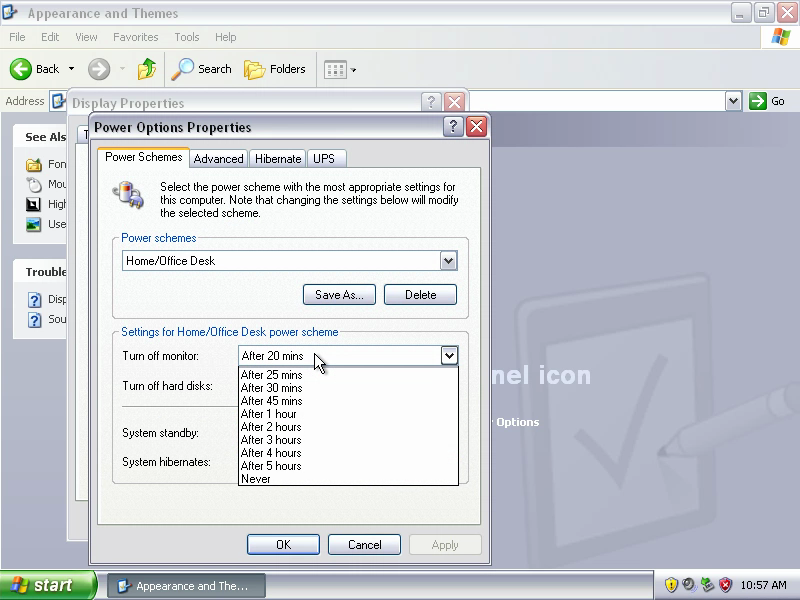 Appearance and Themes
File Edit View Favorites Tools Help
Back Search Folders
Address Go
Display Properties
Power Options Properties
See Als
Power Schemes Advanced Hibernate UPS
Select the power scheme with the most appropriate settings for
this computer. Note that changing the settings below will modify
the selected scheme.
Power schemes
Home/Office Desk
Save As... Delete
Trouble
Settings for Home/Office Desk power scheme
Turn off monitor: After 20 mins
After 25 mins
Turn off hard disks: After 30 mins
After 45 mins
After 1 hour
After 2 hours
System standby: After 3 hours
After 4 hours
System hibernates: After 5 hours
Never
nel icon
Options
OK Cancel Apply
start Appearance and The... 10:57 AM